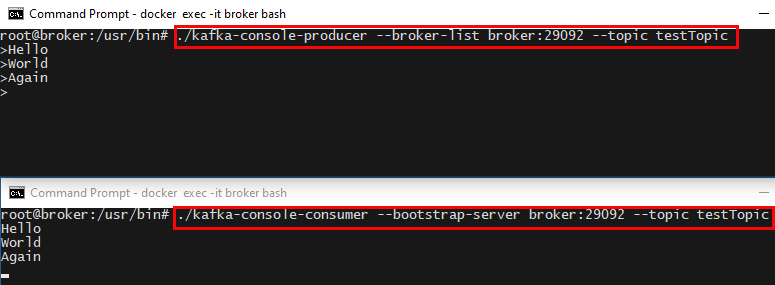 Command Prompt - docker  exec -it broker bash
root@broker:/usr/bin# ./kafka-console-producer --broker-list broker:29092 --topic testTopic
>Hello
>World
>Again
>
Command Prompt - docker  exec -it broker bash
root@broker:/usr/bin# ./kafka-console-consumer --bootstrap-server broker:29092 --topic testTopic
Hello
World
Again